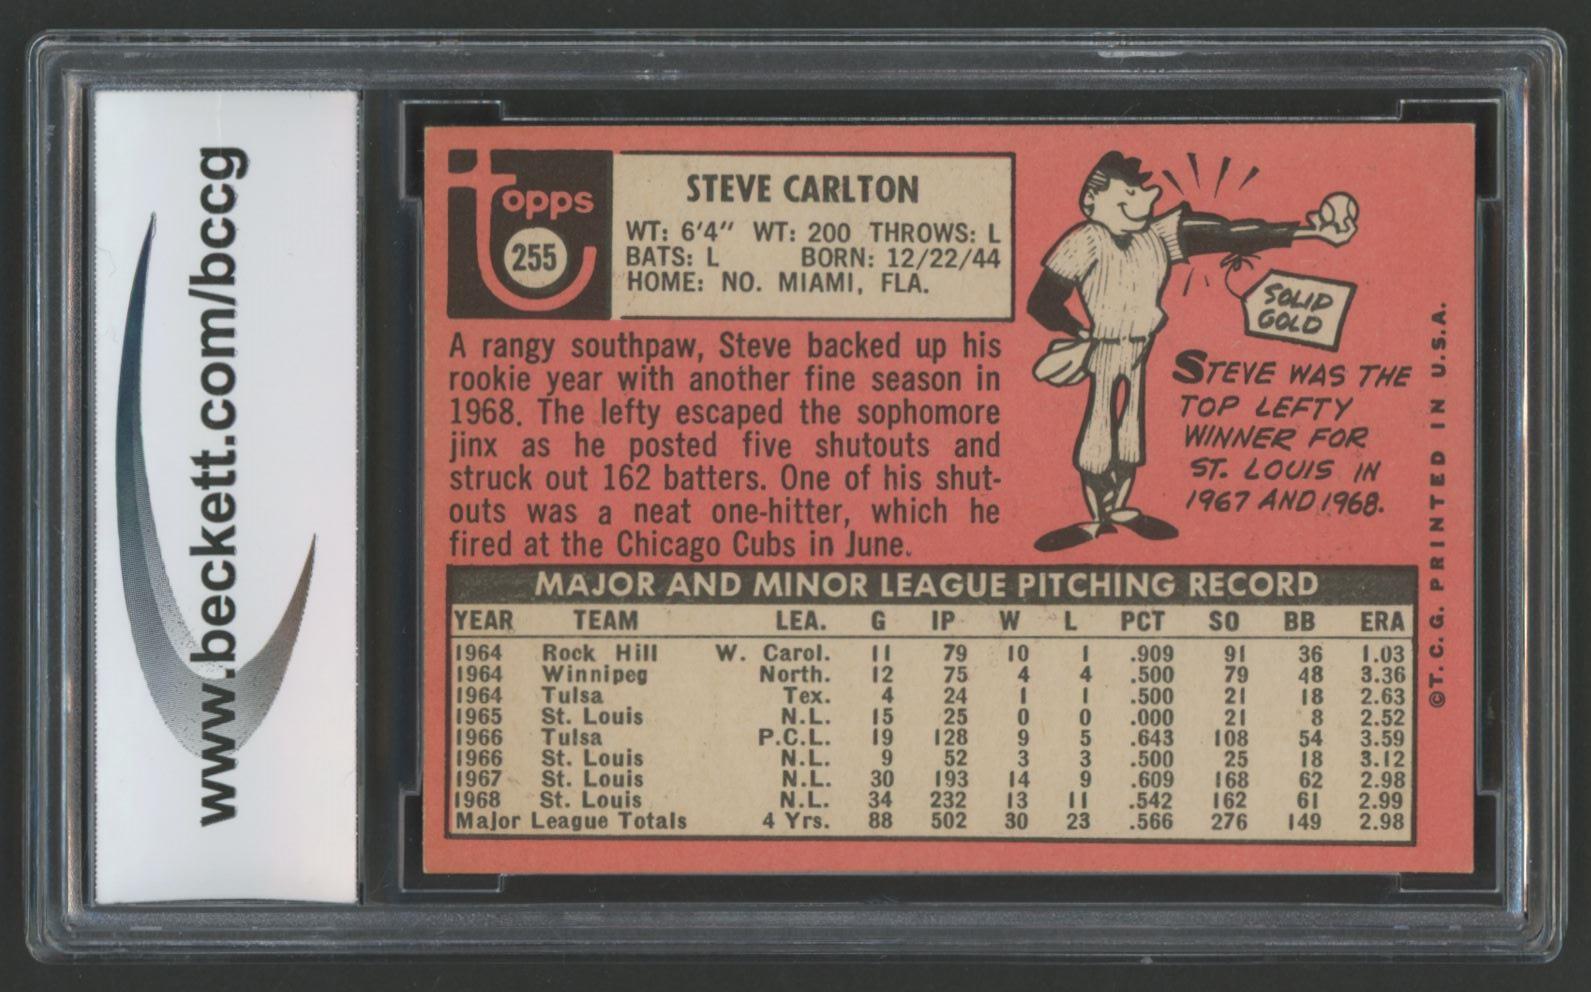 www.beckett.com/bccg
topps
255
STEVE CARLTON
WT: 6'4" WT: 200 THROWS: L
BATS: L BORN: 12/22/44
HOME: NO. MIAMI, FLA.
A rangy southpaw, Steve backed up his
rookie year with another fine season in
1968. The lefty escaped the sophomore
jinx as he posted five shutouts and
struck out 162 batters. One of his shut-
outs was a neat one-hitter, which he
fired at the Chicago Cubs in June.
SOLID
GOLD
STEVE WAS THE
TOP LEFTY
WINNER FOR
ST. LOUIS IN
1967 AND 1968.
MAJOR AND MINOR LEAGUE PITCHING RECORD
YEAR TEAM LEA. G IP W L PCT SO BB ERA
1964 Rock Hill W. Carol. 11 79 10 1 .909 91 36 1.03
1964 Winnipeg North. 12 75 4 4 .500 79 48 3.36
1964 Tulsa Tex. 4 24 1 1 .500 21 18 2.63
1965 St. Louis N.L. 15 25 0 0 .000 21 8 2.52
1966 Tulsa P.C.L. 19 128 9 5 .643 108 54 3.59
1966 St. Louis N.L. 9 52 3 3 .500 25 18 3.12
1967 St. Louis N.L. 30 193 14 9 .609 168 62 2.98
1968 St. Louis N.L. 34 232 13 11 .542 162 61 2.99
Major League Totals 4 Yrs. 88 502 30 23 .566 276 149 2.98
©T. C. G. PRINTED IN U.S.A.